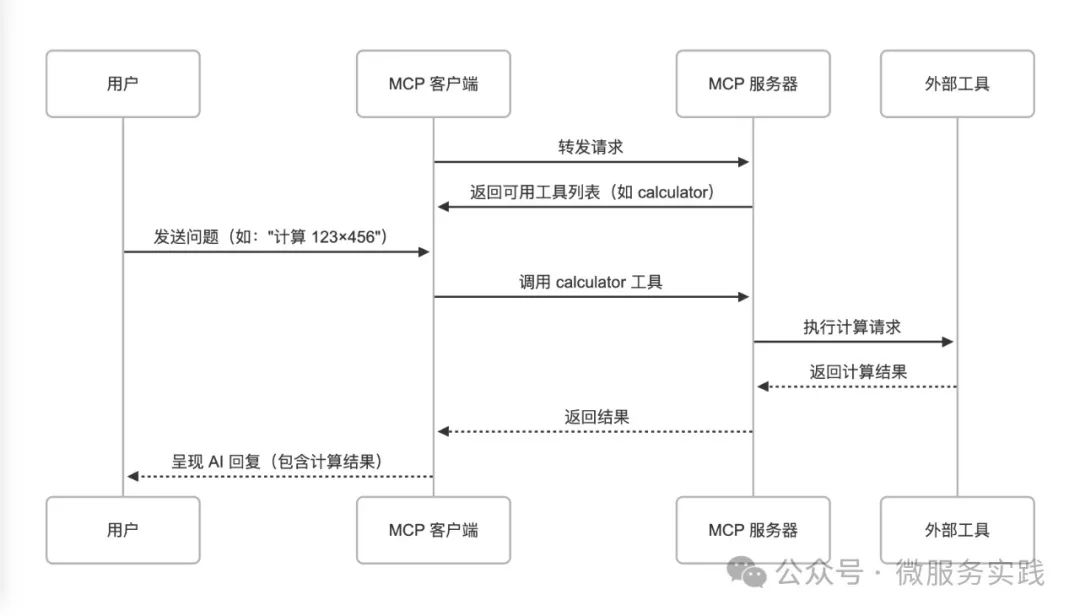 用户
MCP 客户端
MCP 服务器
外部工具
转发请求
返回可用工具列表（如 calculator）
发送问题（如："计算 123×456"）
调用 calculator 工具
执行计算请求
返回计算结果
返回结果
呈现 AI 回复（包含计算结果）
用户
MCP 客户端
MCP 服务器
外部工具
公众号 · 微服务实践